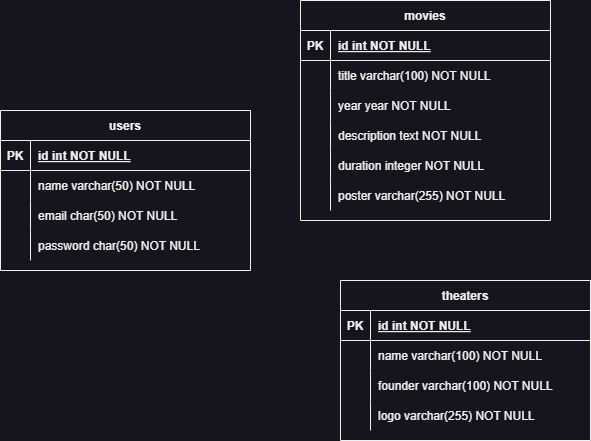 movies
PK id int NOT NULL
title varchar(100) NOT NULL
year year NOT NULL
description text NOT NULL
duration integer NOT NULL
poster varchar(255) NOT NULL
users
PK id int NOT NULL
name varchar(50) NOT NULL
email char(50) NOT NULL
password char(50) NOT NULL
theaters
PK id int NOT NULL
name varchar(100) NOT NULL
founder varchar(100) NOT NULL
logo varchar(255) NOT NULL